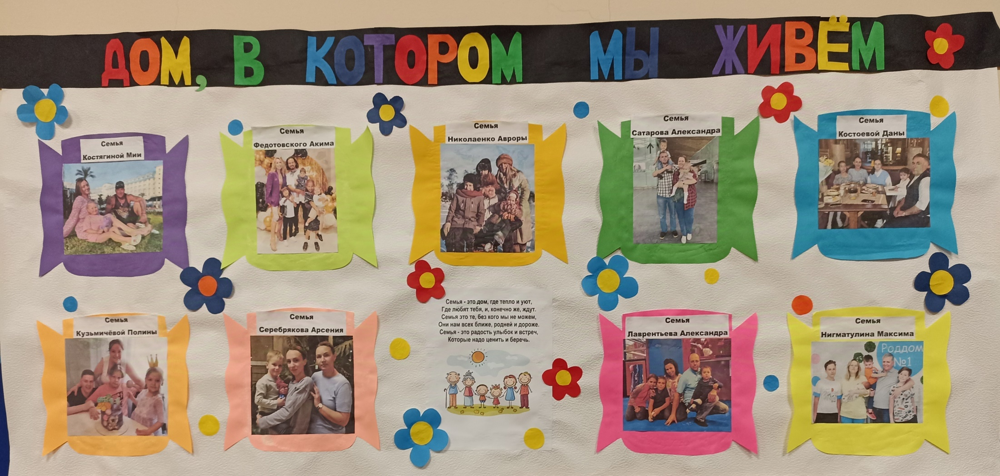 ДОМ, В КОТОРОМ МЫ ЖИВЁМ
Семья
Костягиной Мии
Семья
Федотовского Акима
Семья
Николаенко Авроры
Семья
Сатарова Александра
Семья
Костоевой Даны
Семья
Кузьмичёвой Полины
Семья
Серебрякова Арсения
Семья - это дом, где тепло и уют,
Где любят тебя, и, конечно же, ждут.
Семья это те, без кого мы не можем,
Они нам всех ближе, родней и дороже.
Семья - это радость улыбок и встреч,
Которые надо ценить и беречь.
Семья
Лаврентьева Александра
Семья
Нигматулина Максима
Роддом
№1